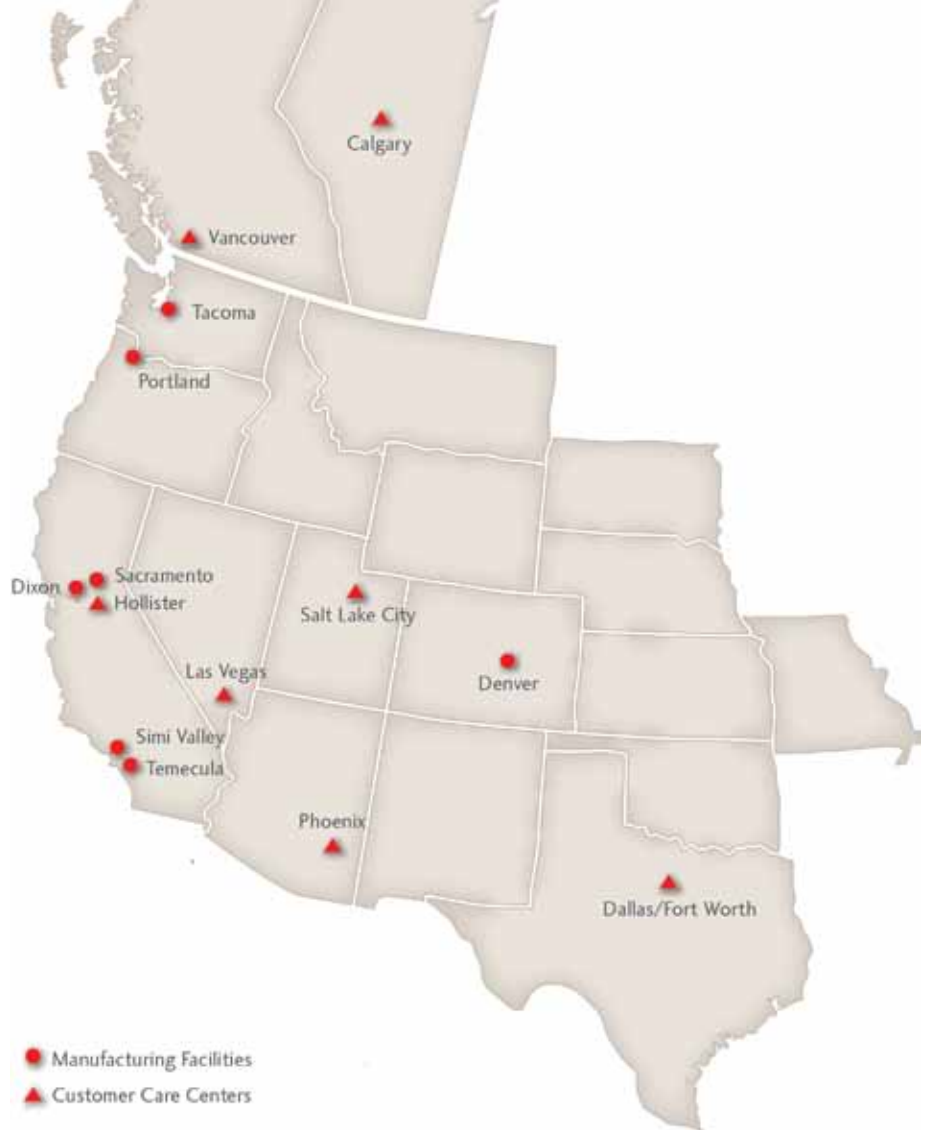 Calgary
Vancouver
Tacoma
Portland
Dixon
Sacramento
Hollister
Salt Lake City
Las Vegas
Denver
Simi Valley
Temecula
Phoenix
Dallas/Fort Worth
Manufacturing Facilities
Customer Care Centers